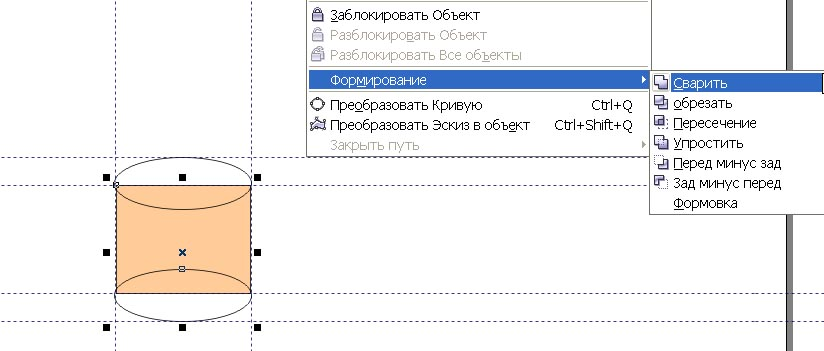 Заблокировать Объект
Разблокировать Объект
Разблокировать Все объекты
Формирование
Преобразовать Кривую Ctrl+Q
Преобразовать Эскиз в объект Ctrl+Shift+Q
Закрыть путь
Сварить
обрезать
Пересечение
Упростить
Перед минус зад
Зад минус перед
Формовка